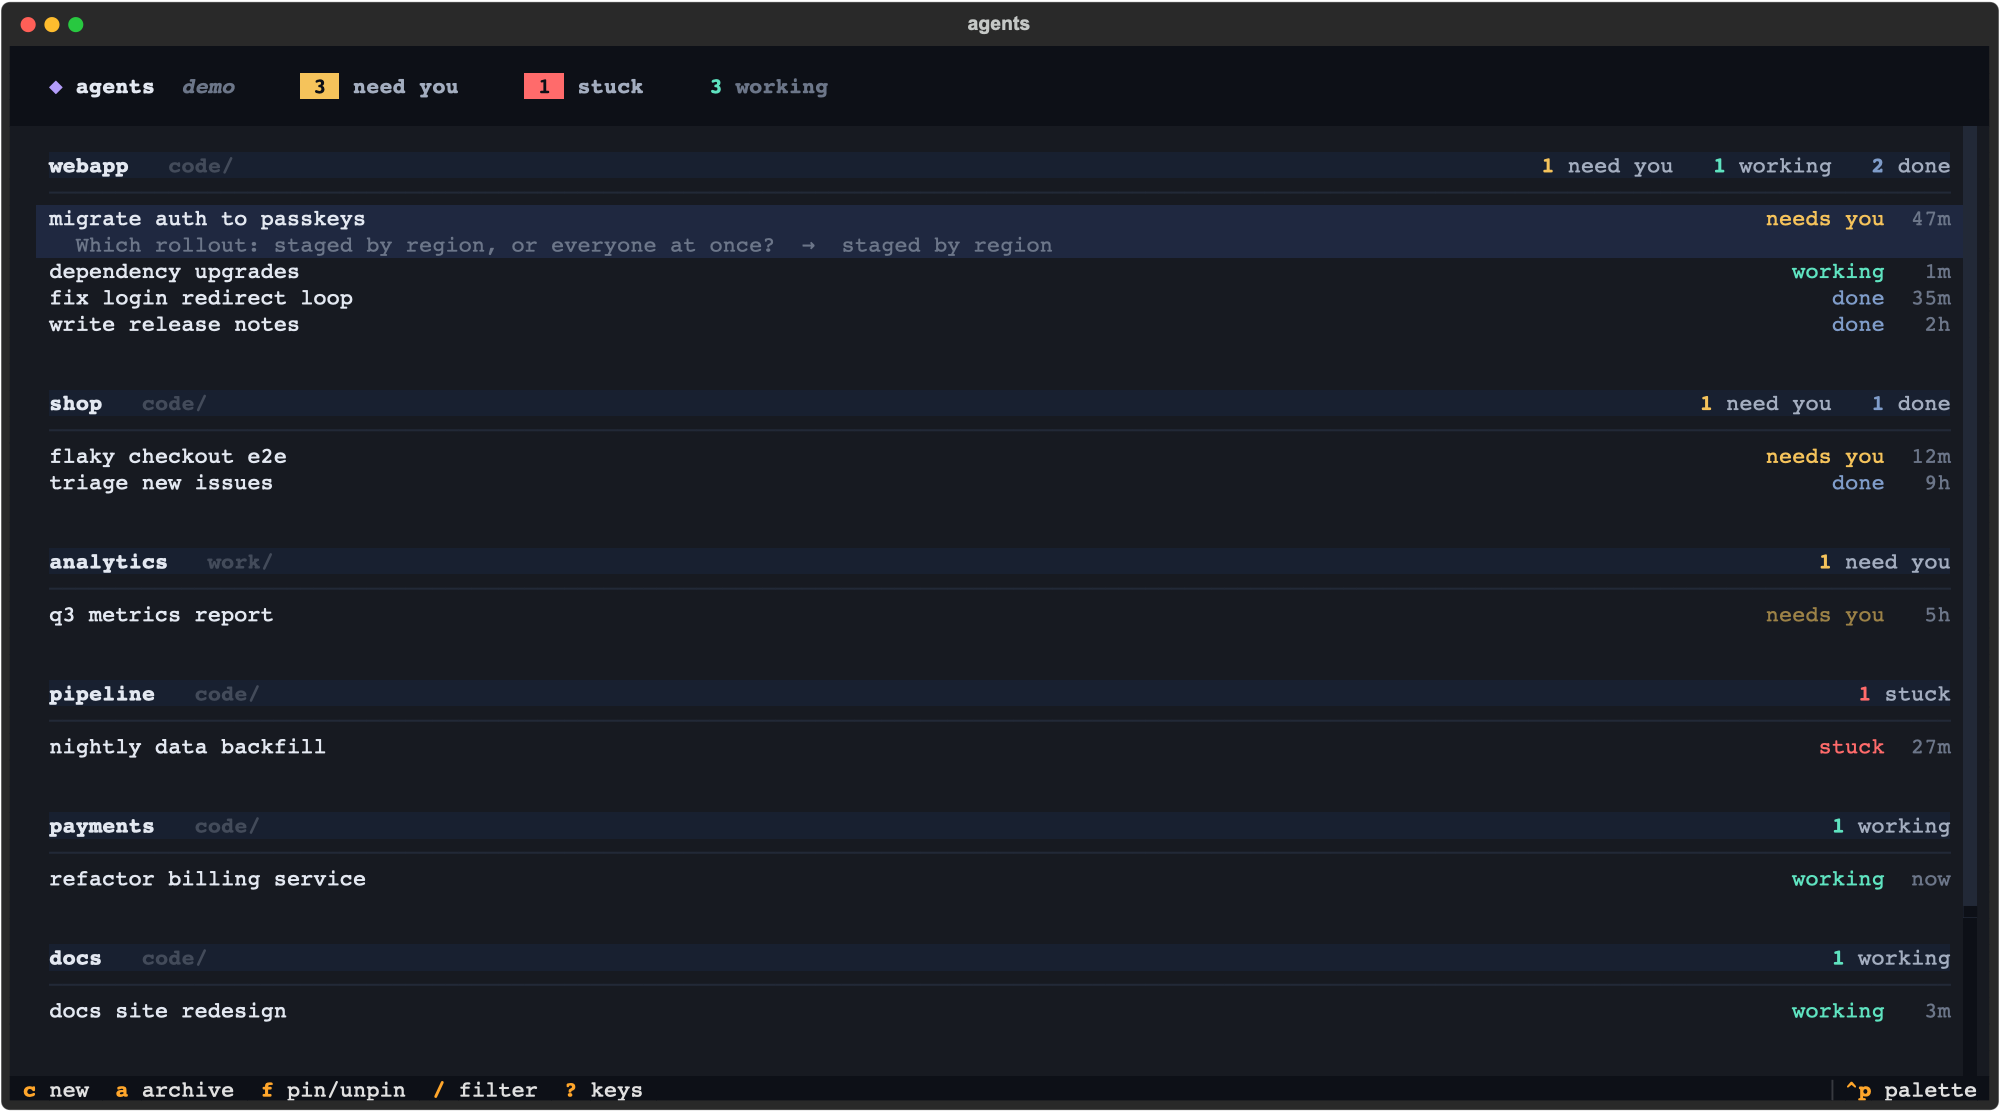 agents
◆ agents demo 3 need you 1 stuck 3 working
webapp code/ 1 need you 1 working 2 done
migrate auth to passkeys needs you 47m
Which rollout: staged by region, or everyone at once? → staged by region
dependency upgrades working 1m
fix login redirect loop done 35m
write release notes done 2h
shop code/ 1 need you 1 done
flaky checkout e2e needs you 12m
triage new issues done 9h
analytics work/ 1 need you
q3 metrics report needs you 5h
pipeline code/ 1 stuck
nightly data backfill stuck 27m
payments code/ 1 working
refactor billing service working now
docs code/ 1 working
docs site redesign working 3m
c new a archive f pin/unpin / filter ? keys ^p palette